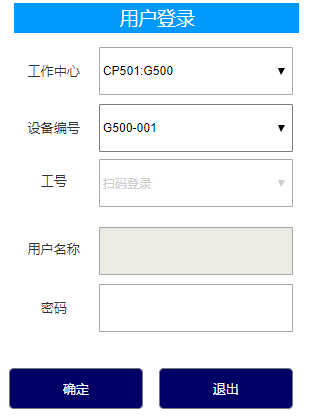 用户登录
工作中心 CP501:G500
设备编号 G500-001
工号 扫码登录
用户名称
密码
确定 退出